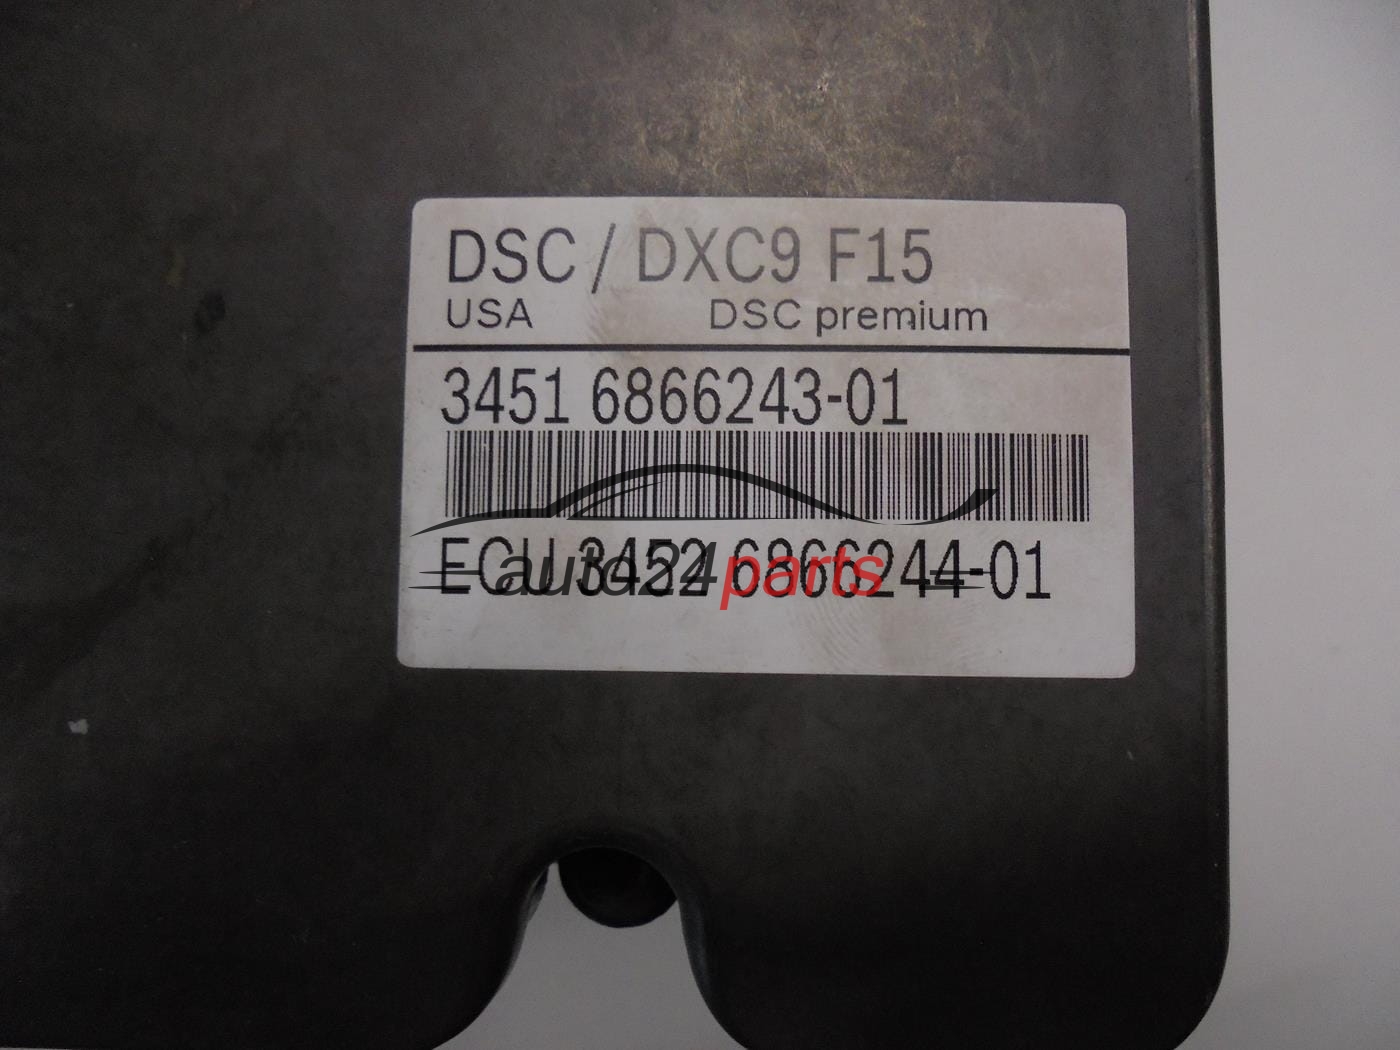 DSC / DXC9 F15
USA DSC premium
3451 6866243-01
ECU 3452 6866244-01
auto24parts